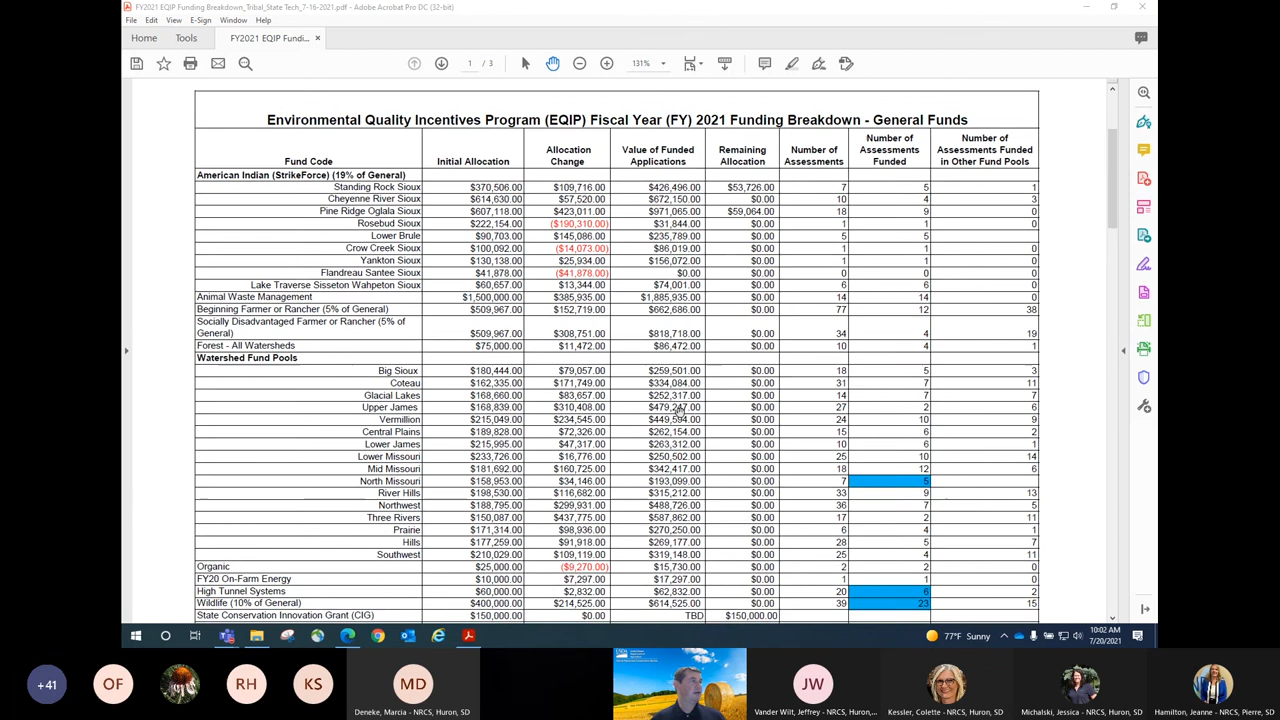 FY2021 EQIP Funding Breakdown_Tribal_State Tech_7-16-2021.pdf - Adobe Acrobat Pro DC (32-bit)
File Edit View E-Sign Window Help
Home Tools FY2021 EQIP Fundi... ×
1 / 3 131%
Environmental Quality Incentives Program (EQIP) Fiscal Year (FY) 2021 Funding Breakdown - General Funds
Fund Code Initial Allocation Allocation Change Value of Funded Applications Remaining Allocation Number of Assessments Number of Assessments Funded Number of Assessments Funded in Other Fund Pools
American Indian (StrikeForce) (19% of General)
Standing Rock Sioux $370,506.00 $109,716.00 $426,496.00 $53,726.00 7 5 1
Cheyenne River Sioux $614,630.00 $57,520.00 $672,150.00 $0.00 10 4 3
Pine Ridge Oglala Sioux $607,118.00 $423,011.00 $971,065.00 $59,064.00 18 9 0
Rosebud Sioux $222,154.00 ($190,310.00) $31,844.00 $0.00 1 1 0
Lower Brule $90,703.00 $145,086.00 $235,789.00 $0.00 5 5
Crow Creek Sioux $100,092.00 ($14,073.00) $86,019.00 $0.00 1 1 0
Yankton Sioux $130,138.00 $25,934.00 $156,072.00 $0.00 1 1 0
Flandreau Santee Sioux $41,878.00 ($41,878.00) $0.00 $0.00 0 0 0
Lake Traverse Sisseton Wahpeton Sioux $60,657.00 $13,344.00 $74,001.00 $0.00 6 6 0
Animal Waste Management $1,500,000.00 $385,935.00 $1,885,935.00 $0.00 14 14 0
Beginning Farmer or Rancher (5% of General) $509,967.00 $152,719.00 $662,686.00 $0.00 77 12 38
Socially Disadvantaged Farmer or Rancher (5% of
General) $509,967.00 $308,751.00 $818,718.00 $0.00 34 4 19
Forest - All Watersheds $75,000.00 $11,472.00 $86,472.00 $0.00 10 4 1
Watershed Fund Pools
Big Sioux $180,444.00 $79,057.00 $259,501.00 $0.00 18 5 3
Coteau $162,335.00 $171,749.00 $334,084.00 $0.00 31 7 11
Glacial Lakes $168,660.00 $83,657.00 $252,317.00 $0.00 14 7 7
Upper James $168,839.00 $310,408.00 $479,247.00 $0.00 27 2 6
Vermillion $215,049.00 $234,545.00 $449,594.00 $0.00 24 10 9
Central Plains $189,828.00 $72,326.00 $262,154.00 $0.00 15 6 2
Lower James $215,995.00 $47,317.00 $263,312.00 $0.00 10 6 1
Lower Missouri $233,726.00 $16,776.00 $250,502.00 $0.00 25 10 14
Mid Missouri $181,692.00 $160,725.00 $342,417.00 $0.00 18 12 6
North Missouri $158,953.00 $34,146.00 $193,099.00 $0.00 7 5
River Hills $198,530.00 $116,682.00 $315,212.00 $0.00 33 9 13
Northwest $188,795.00 $299,931.00 $488,726.00 $0.00 36 7 5
Three Rivers $150,087.00 $437,775.00 $587,862.00 $0.00 17 2 11
Prairie $171,314.00 $98,936.00 $270,250.00 $0.00 6 4 1
Hills $177,259.00 $91,918.00 $269,177.00 $0.00 28 5 7
Southwest $210,029.00 $109,119.00 $319,148.00 $0.00 25 4 11
Organic $25,000.00 ($9,270.00) $15,730.00 $0.00 2 2 0
FY20 On-Farm Energy $10,000.00 $7,297.00 $17,297.00 $0.00 1 1 0
High Tunnel Systems $60,000.00 $2,832.00 $62,832.00 $0.00 20 6 2
Wildlife (10% of General) $400,000.00 $214,525.00 $614,525.00 $0.00 39 23 15
State Conservation Innovation Grant (CIG) $150,000.00 $0.00 TBD $150,000.00
77°F Sunny 10:02 AM
7/20/2021
+41 OF RH KS MD USDA JW
Deneke, Marcia - NRCS, Huron, SD
Vander Wilt, Jeffrey - NRCS, Huron,...
Kessler, Colette - NRCS, Huron, SD
Michalski, Jessica - NRCS, Huron, SD
Hamilton, Jeanne - NRCS, Pierre, SD